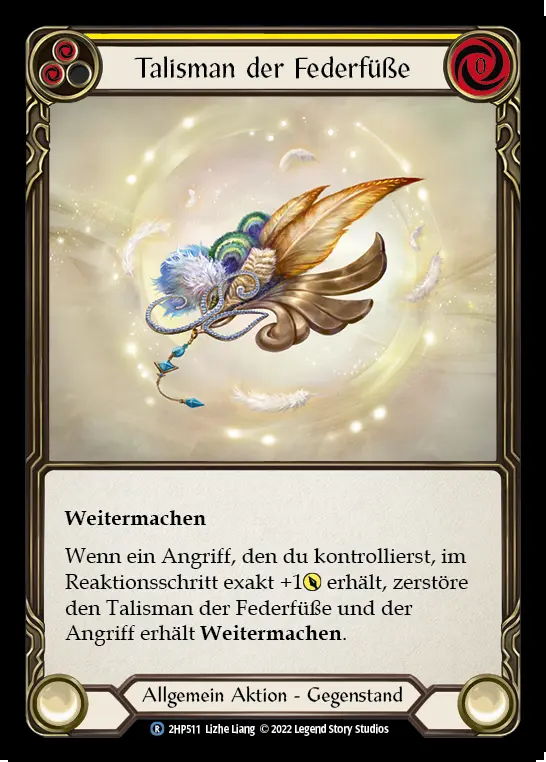 Talisman der Federfüße
0
Weitermachen
Wenn ein Angriff, den du kontrollierst, im
Reaktionsschritt exakt +1 erhält, zerstöre
den Talisman der Federfüße und der
Angriff erhält Weitermachen.
Allgemein Aktion - Gegenstand
R 2HP511 Lizhe Liang © 2022 Legend Story Studios